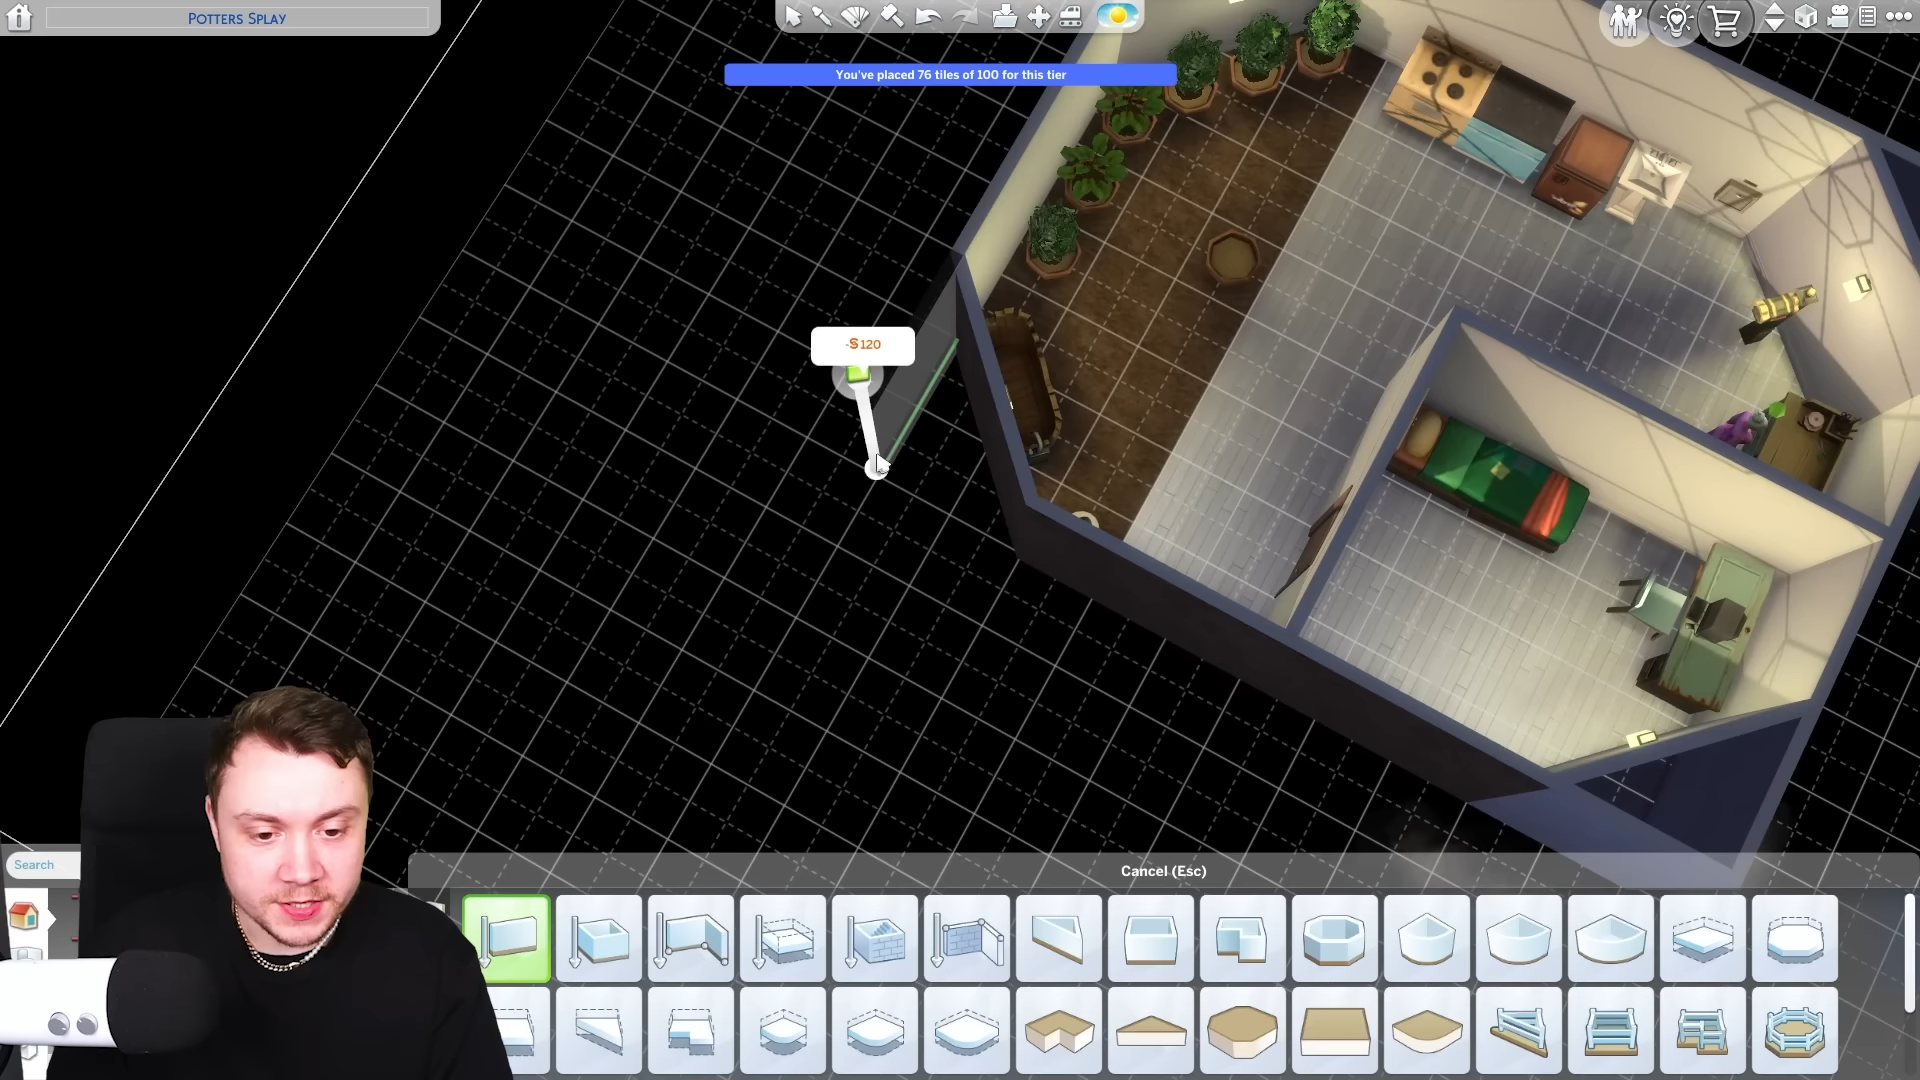 POTTERS SPLAY
You've placed 76 tiles of 100 for this tier
-§120
Cancel (Esc)
Search